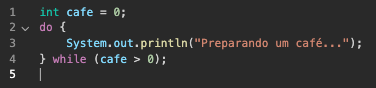 1 int cafe = 0;
2 do {
3     System.out.println("Preparando um café...");
4 } while (cafe > 0);
5